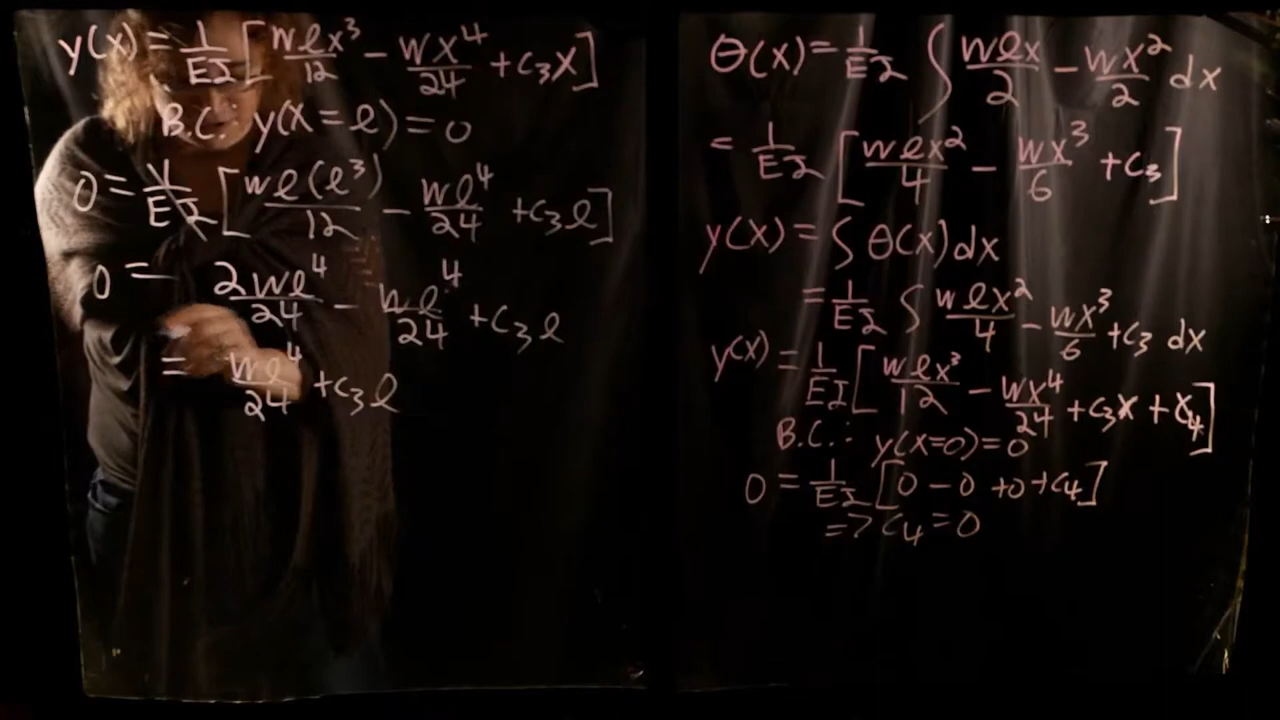 y(x) = 1/EI [wlx³/12 - wx⁴/24 + c₃x]
B.C. y(x = l) = 0
0 = 1/EI [wl(l³)/12 - wl⁴/24 + c₃l]
0 = 2wl⁴/24 - wl⁴/24 + c₃l
= wl⁴/24 + c₃l
θ(x) = 1/EI ∫ wlx/2 - wx²/2 dx
= 1/EI [wlx²/4 - wx³/6 + c₃]
y(x) = ∫ θ(x) dx
= 1/EI ∫ wlx²/4 - wx³/6 + c₃ dx
y(x) = 1/EI [wlx³/12 - wx⁴/24 + c₃x + x₄]
B.C.: y(x=0) = 0
0 = 1/EI [0 - 0 + 0 + c₄]
=> c₄ = 0